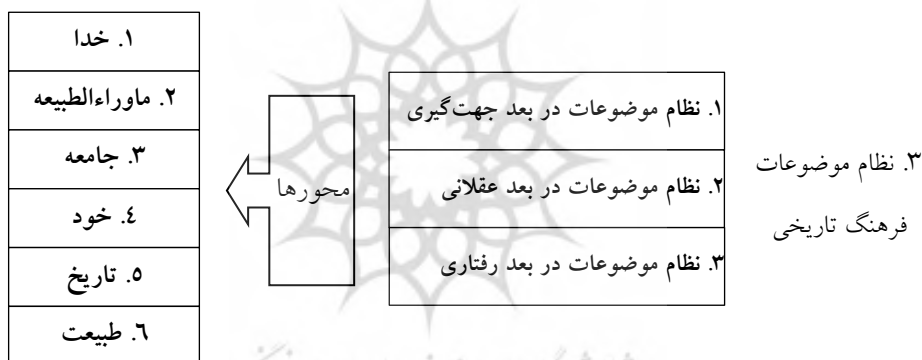 ۳. نظام موضوعات
فرهنگ تاریخی
۱. نظام موضوعات در بعد جهت‌گیری
۲. نظام موضوعات در بعد عقلانی
۳. نظام موضوعات در بعد رفتاری
محورها
۱. خدا
۲. ماوراءالطبیعه
۳. جامعه
٤. خود
٥. تاریخ
٦. طبیعت